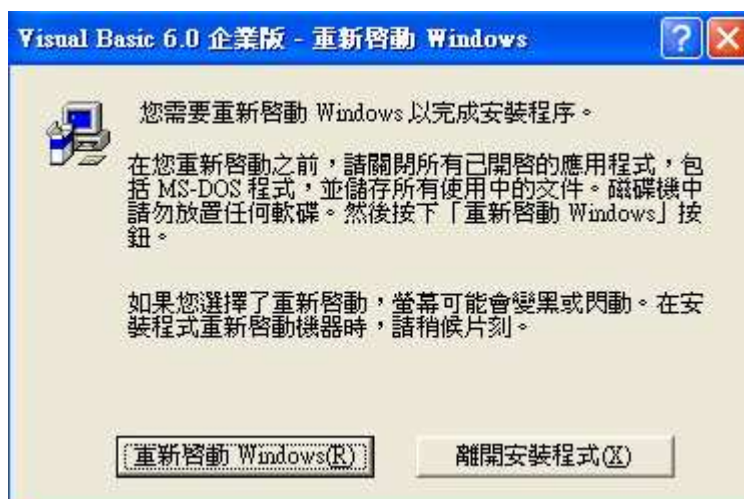 Visual Basic 6.0 企業版 - 重新啓動 Windows
您需要重新啓動 Windows 以完成安裝程序。
在您重新啓動之前，請關閉所有已開啓的應用程式，包
括 MS-DOS 程式，並儲存所有使用中的文件。磁碟機中
請勿放置任何軟碟。然後按下「重新啓動 Windows」按
鈕。
如果您選擇了重新啓動，螢幕可能會變黑或閃動。在安
裝程式重新啓動機器時，請稍候片刻。
重新啓動 Windows(R)
離開安裝程式(X)